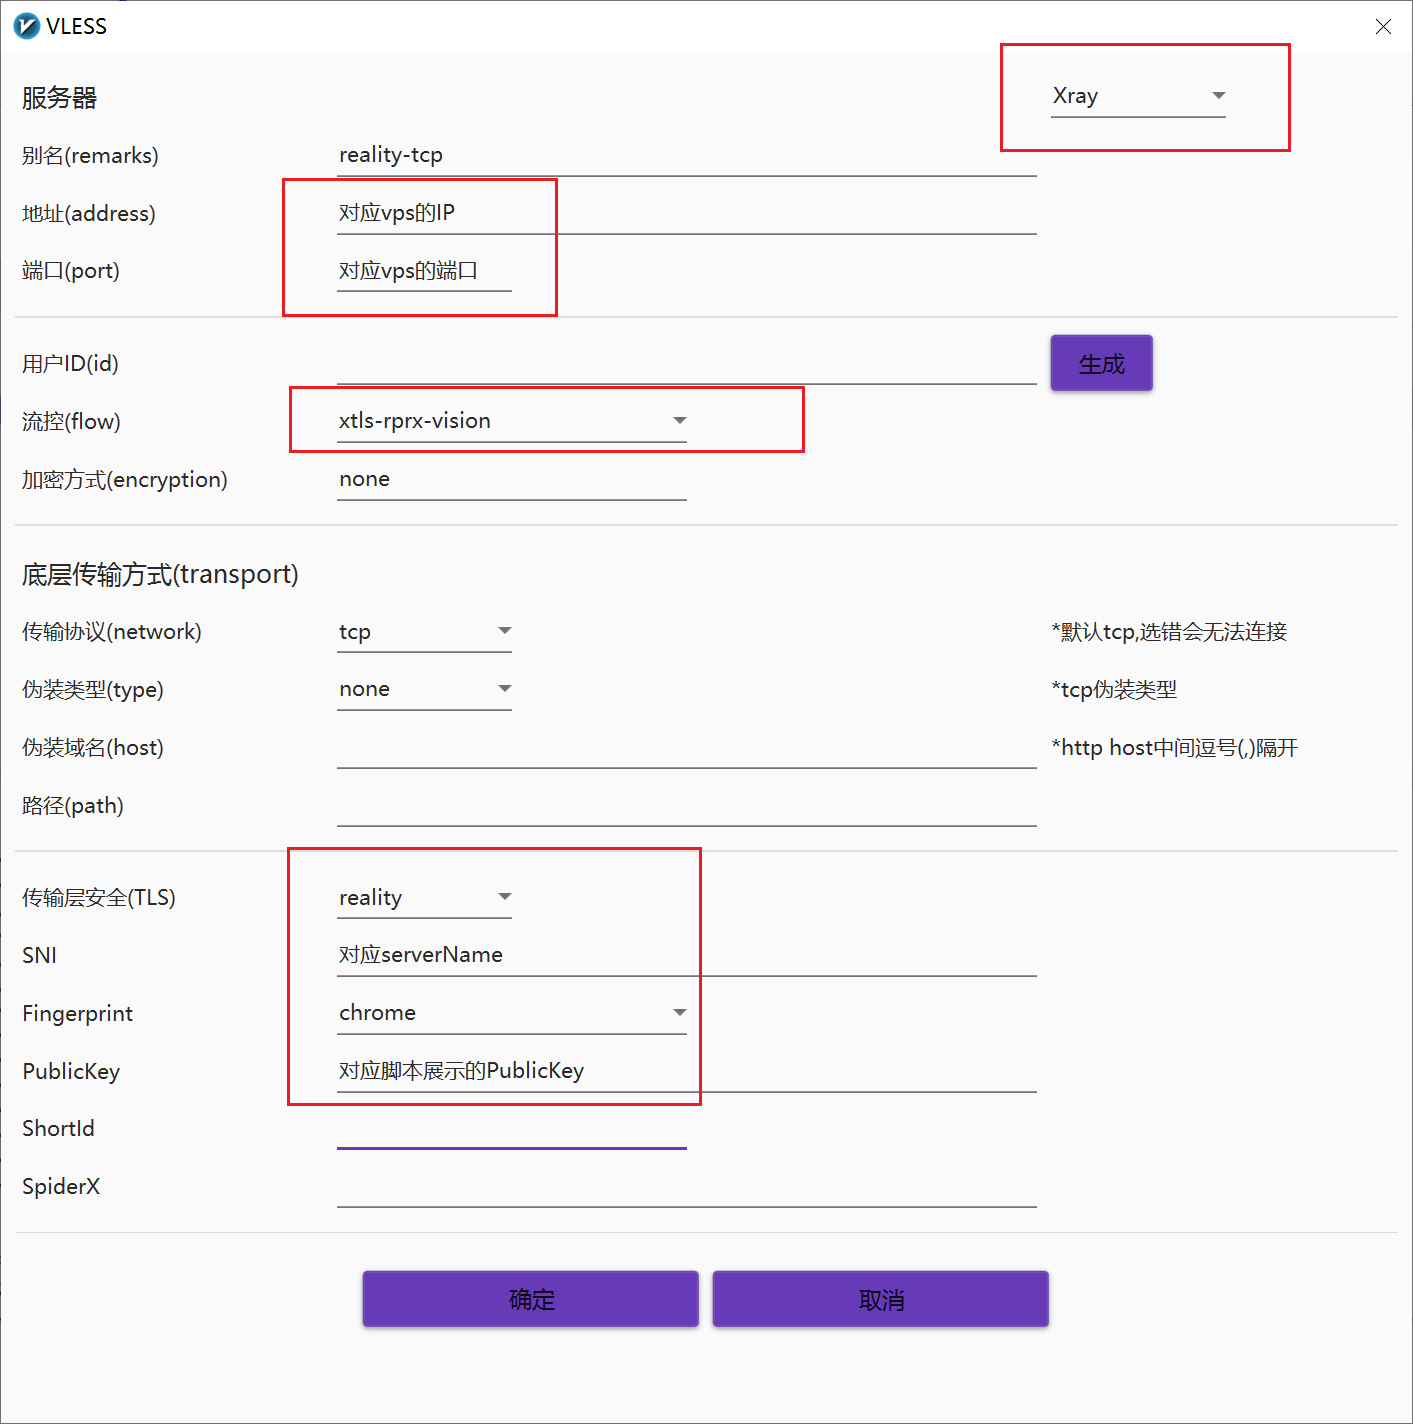 VLESS
服务器
Xray
别名(remarks)
reality-tcp
地址(address)
对应vps的IP
端口(port)
对应vps的端口
用户ID(id)
生成
流控(flow)
xtls-rprx-vision
加密方式(encryption)
none
底层传输方式(transport)
传输协议(network)
tcp
*默认tcp,选错会无法连接
伪装类型(type)
none
*tcp伪装类型
伪装域名(host)
*http host中间逗号(,)隔开
路径(path)
传输层安全(TLS)
reality
SNI
对应serverName
Fingerprint
chrome
PublicKey
对应脚本展示的PublicKey
ShortId
SpiderX
确定
取消